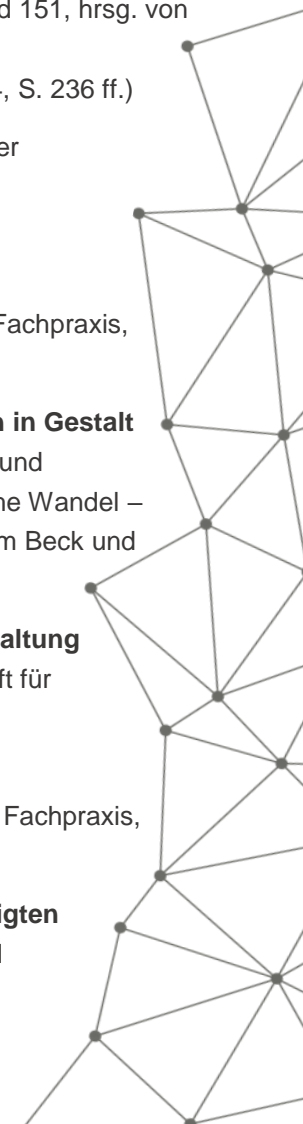 d 151, hrsg. von
, S. 236 ff.)
er
Fachpraxis,
n in Gestalt
und
ne Wandel –
m Beck und
altung
ft für
Fachpraxis,
igten